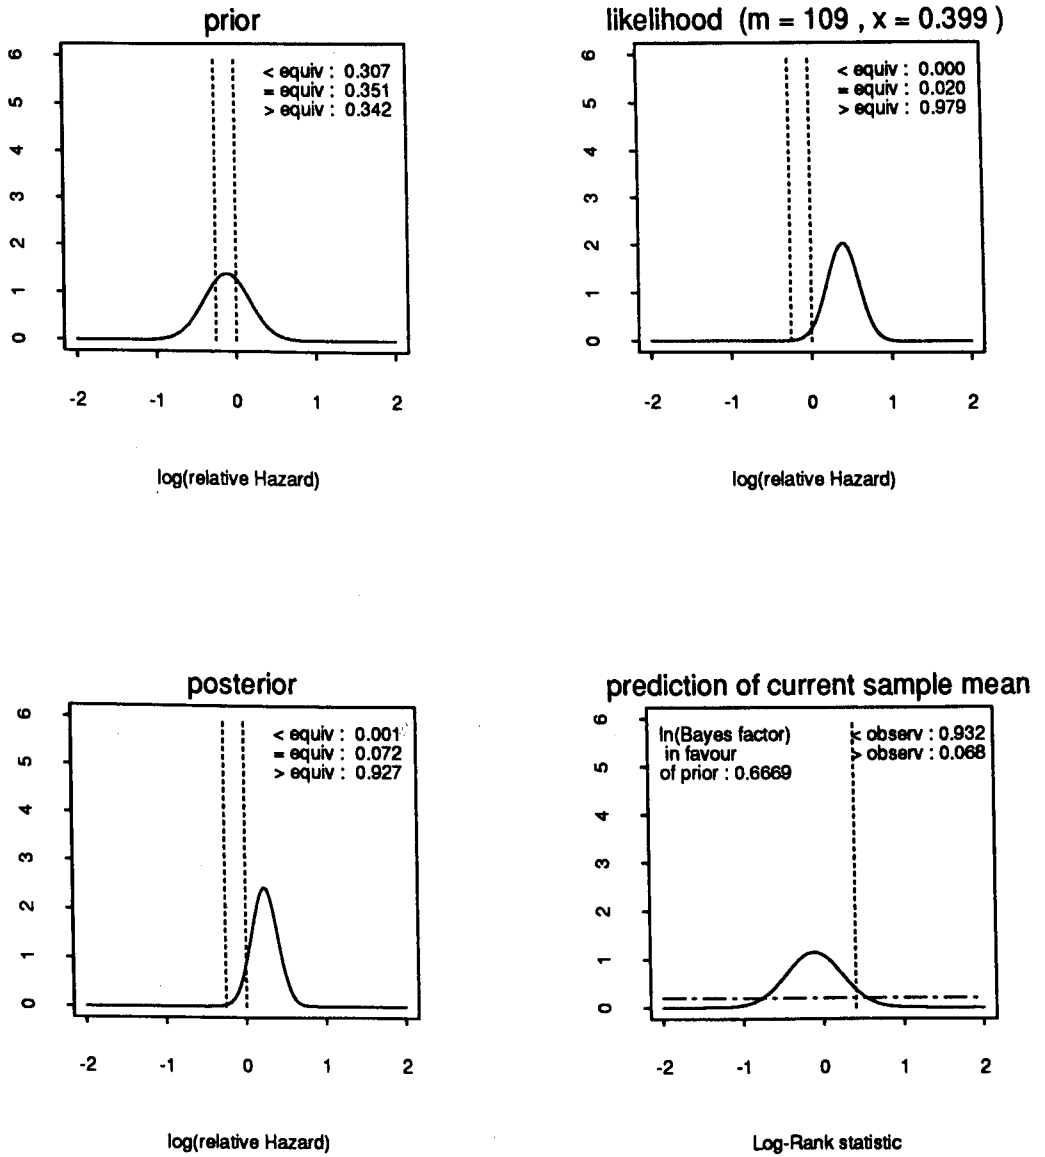 prior
6
5
4
3
2
1
0
< equiv : 0.307
= equiv : 0.351
> equiv : 0.342
-2 -1 0 1 2
log(relative Hazard)
likelihood (m = 109 , x = 0.399 )
6
5
4
3
2
1
0
< equiv : 0.000
= equiv : 0.020
> equiv : 0.979
-2 -1 0 1 2
log(relative Hazard)
posterior
6
5
4
3
2
1
0
< equiv : 0.001
= equiv : 0.072
> equiv : 0.927
-2 -1 0 1 2
log(relative Hazard)
prediction of current sample mean
6
5
4
3
2
1
0
ln(Bayes factor)
in favour
of prior : 0.6669
< observ : 0.932
> observ : 0.068
-2 -1 0 1 2
Log-Rank statistic